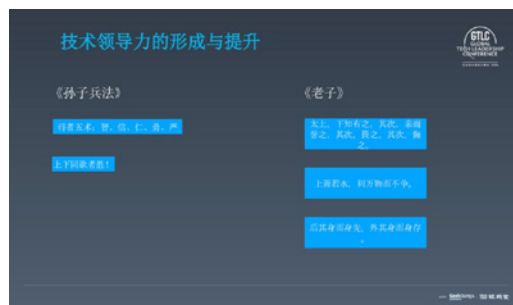 技术领导力的形成与提升
GTLC
GLOBAL
TECH LEADERSHIP
CONFERENCE
《孙子兵法》
将者五术：智、信、仁、勇、严
上下同欲者胜！
《老子》
太上，下知有之，其次，亲而
誉之，其次，畏之，其次，侮
之。
上善若水，利万物而不争。
后其身而身先，外其身而身存
。